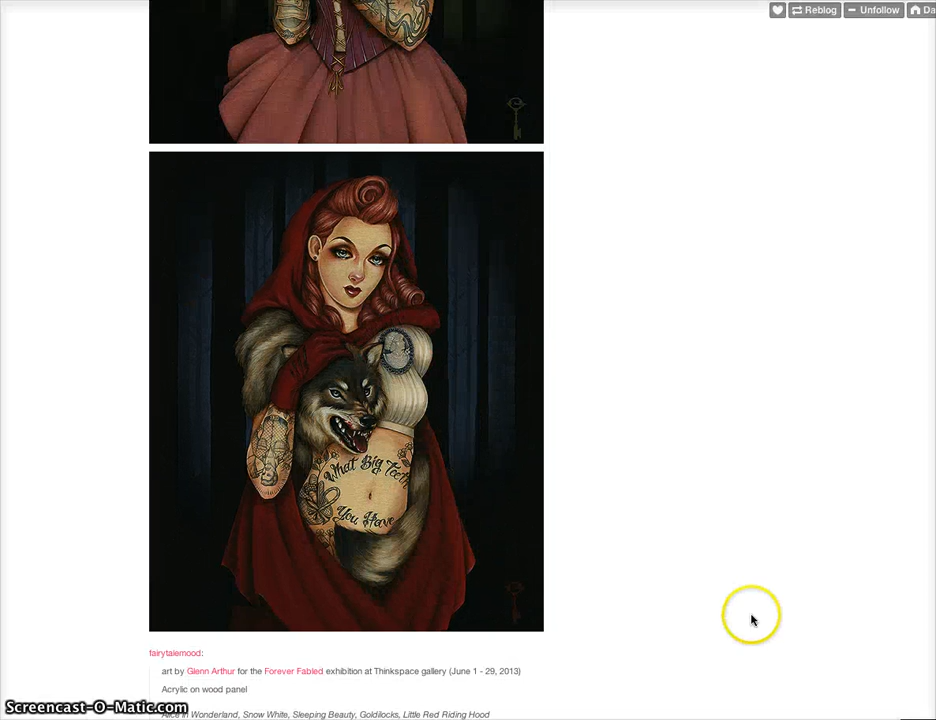 Reblog
Unfollow
Da
What Big Teeth
You Have
fairytalemood:
art by Glenn Arthur for the Forever Fabled exhibition at Thinkspace gallery (June 1 - 29, 2013)
Acrylic on wood panel
Alice in Wonderland, Snow White, Sleeping Beauty, Goldilocks, Little Red Riding Hood
Screencast-O-Matic.com